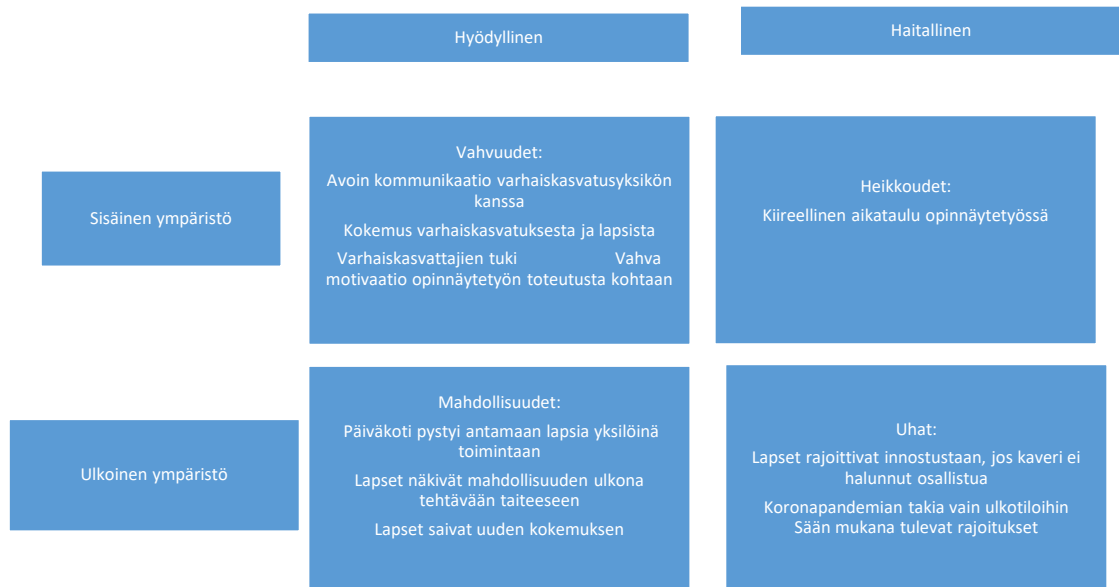 Hyödyllinen
Haitallinen
Sisäinen ympäristö
Vahvuudet:
Avoin kommunikaatio varhaiskasvatusyksikön
kanssa
Kokemus varhaiskasvatuksesta ja lapsista
Varhaiskasvattajien tuki Vahva
motivaatio opinnäytetyön toteutusta kohtaan
Heikkoudet:
Kiireellinen aikataulu opinnäytetyössä
Ulkoinen ympäristö
Mahdollisuudet:
Päiväkoti pystyi antamaan lapsia yksilöinä
toimintaan
Lapset näkivät mahdollisuuden ulkona
tehtävään taiteeseen
Lapset saivat uuden kokemuksen
Uhat:
Lapset rajoittivat innostustaan, jos kaveri ei
halunnut osallistua
Koronapandemian takia vain ulkotiloihin
Sään mukana tulevat rajoitukset